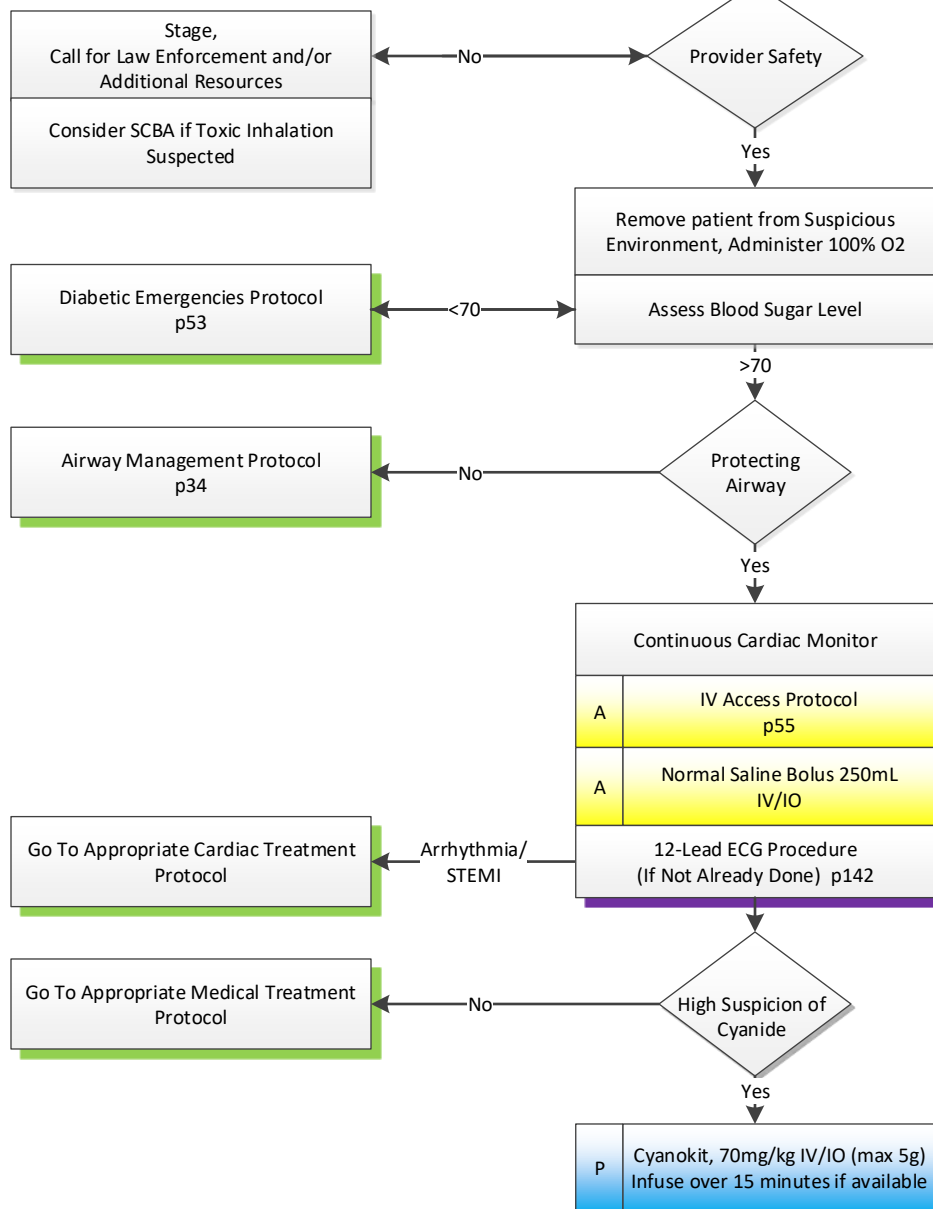 Stage,
Call for Law Enforcement and/or
Additional Resources
Consider SCBA if Toxic Inhalation
Suspected
No
Provider Safety
Yes
Remove patient from Suspicious
Environment, Administer 100% O2
Diabetic Emergencies Protocol
p53
<70
Assess Blood Sugar Level
>70
Airway Management Protocol
p34
No
Protecting
Airway
Yes
Continuous Cardiac Monitor
A
IV Access Protocol
p55
A
Normal Saline Bolus 250mL
IV/IO
Go To Appropriate Cardiac Treatment
Protocol
Arrhythmia/
STEMI
12-Lead ECG Procedure
(If Not Already Done) p142
Go To Appropriate Medical Treatment
Protocol
No
High Suspicion of
Cyanide
Yes
P
Cyanokit, 70mg/kg IV/IO (max 5g)
Infuse over 15 minutes if available